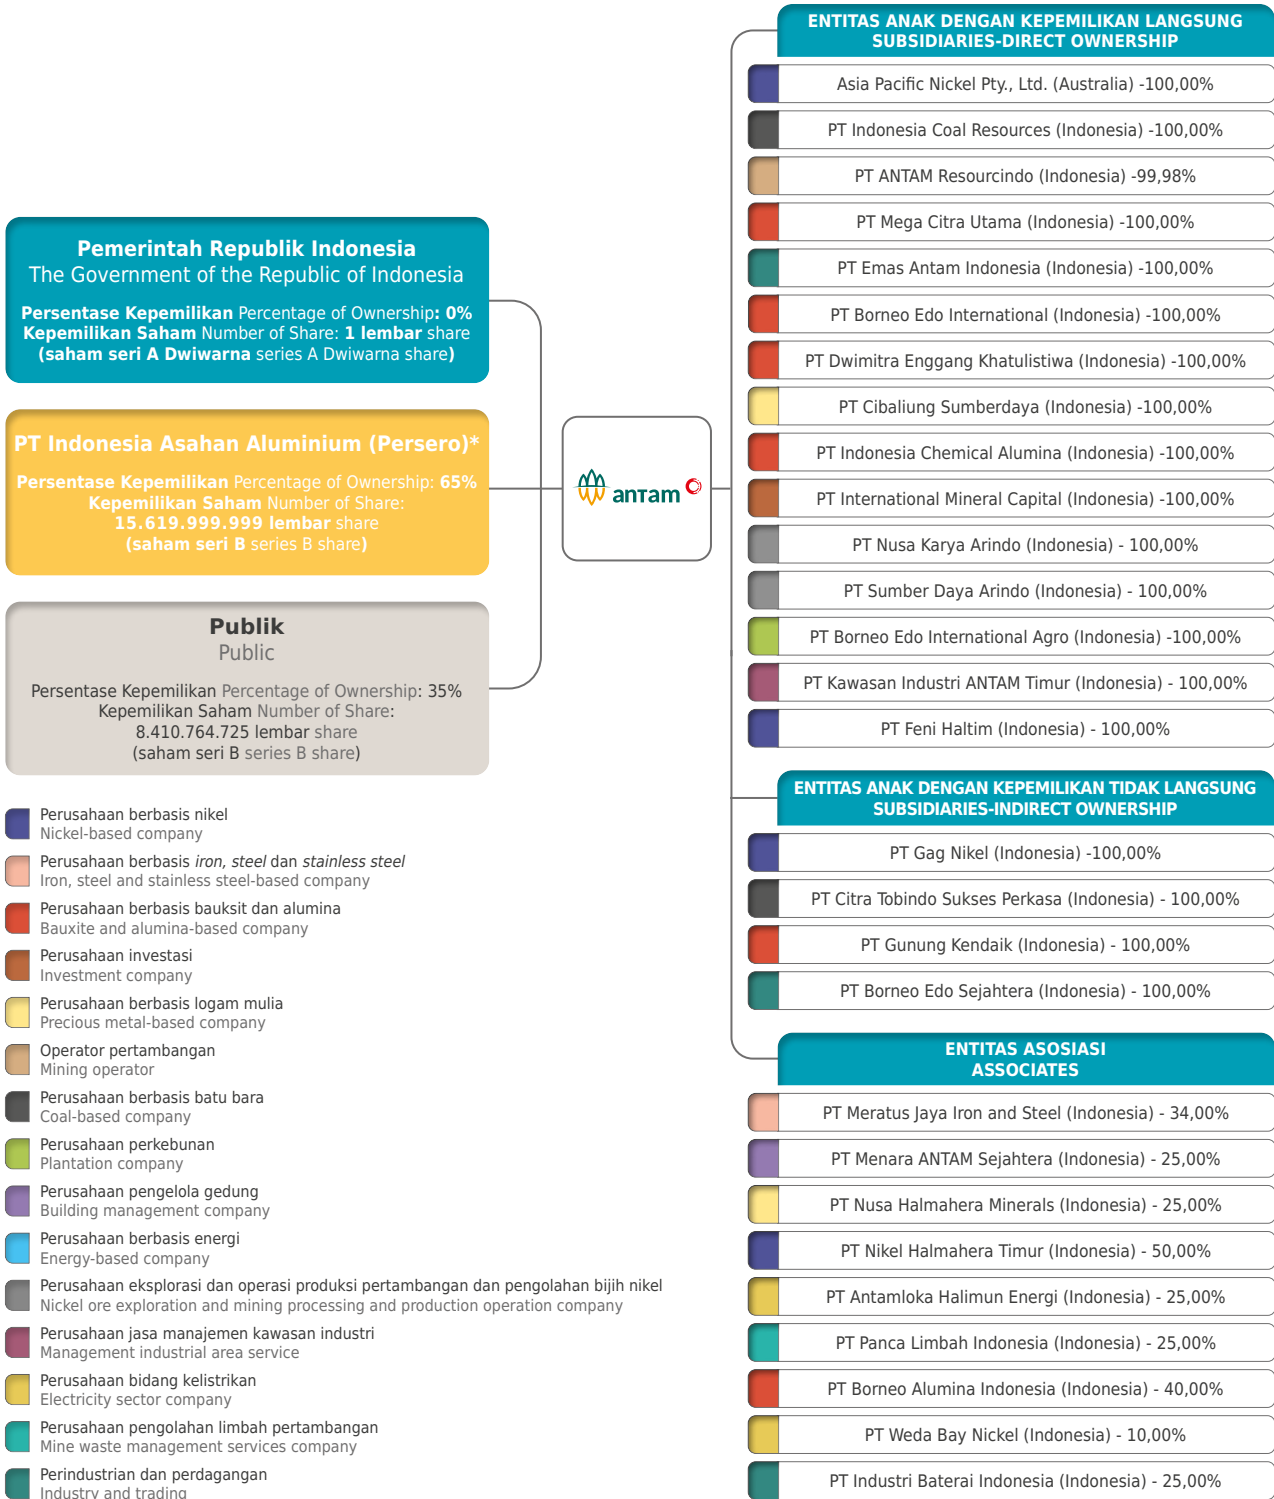 Pemerintah Republik Indonesia
The Government of the Republic of Indonesia
Persentase Kepemilikan Percentage of Ownership: 0%
Kepemilikan Saham Number of Share: 1 lembar share
(saham seri A Dwiwarna series A Dwiwarna share)
PT Indonesia Asahan Aluminium (Persero)*
Persentase Kepemilikan Percentage of Ownership: 65%
Kepemilikan Saham Number of Share:
15.619.999.999 lembar share
(saham seri B series B share)
Publik
Public
Persentase Kepemilikan Percentage of Ownership: 35%
Kepemilikan Saham Number of Share:
8.410.764.725 lembar share
(saham seri B series B share)
antam
ENTITAS ANAK DENGAN KEPEMILIKAN LANGSUNG
SUBSIDIARIES-DIRECT OWNERSHIP
Asia Pacific Nickel Pty., Ltd. (Australia) -100,00%
PT Indonesia Coal Resources (Indonesia) -100,00%
PT ANTAM Resourcindo (Indonesia) -99,98%
PT Mega Citra Utama (Indonesia) -100,00%
PT Emas Antam Indonesia (Indonesia) -100,00%
PT Borneo Edo International (Indonesia) -100,00%
PT Dwimitra Enggang Khatulistiwa (Indonesia) -100,00%
PT Cibaliung Sumberdaya (Indonesia) -100,00%
PT Indonesia Chemical Alumina (Indonesia) -100,00%
PT International Mineral Capital (Indonesia) -100,00%
PT Nusa Karya Arindo (Indonesia) - 100,00%
PT Sumber Daya Arindo (Indonesia) - 100,00%
PT Borneo Edo International Agro (Indonesia) -100,00%
PT Kawasan Industri ANTAM Timur (Indonesia) - 100,00%
PT Feni Haltim (Indonesia) - 100,00%
ENTITAS ANAK DENGAN KEPEMILIKAN TIDAK LANGSUNG
SUBSIDIARIES-INDIRECT OWNERSHIP
PT Gag Nikel (Indonesia) -100,00%
PT Citra Tobindo Sukses Perkasa (Indonesia) - 100,00%
PT Gunung Kendaik (Indonesia) - 100,00%
PT Borneo Edo Sejahtera (Indonesia) - 100,00%
ENTITAS ASOSIASI
ASSOCIATES
PT Meratus Jaya Iron and Steel (Indonesia) - 34,00%
PT Menara ANTAM Sejahtera (Indonesia) - 25,00%
PT Nusa Halmahera Minerals (Indonesia) - 25,00%
PT Nikel Halmahera Timur (Indonesia) - 50,00%
PT Antamloka Halimun Energi (Indonesia) - 25,00%
PT Panca Limbah Indonesia (Indonesia) - 25,00%
PT Borneo Alumina Indonesia (Indonesia) - 40,00%
PT Weda Bay Nickel (Indonesia) - 10,00%
PT Industri Baterai Indonesia (Indonesia) - 25,00%
Perusahaan berbasis nikel
Nickel-based company
Perusahaan berbasis iron, steel dan stainless steel
Iron, steel and stainless steel-based company
Perusahaan berbasis bauksit dan alumina
Bauxite and alumina-based company
Perusahaan investasi
Investment company
Perusahaan berbasis logam mulia
Precious metal-based company
Operator pertambangan
Mining operator
Perusahaan berbasis batu bara
Coal-based company
Perusahaan perkebunan
Plantation company
Perusahaan pengelola gedung
Building management company
Perusahaan berbasis energi
Energy-based company
Perusahaan eksplorasi dan operasi produksi pertambangan dan pengolahan bijih nikel
Nickel ore exploration and mining processing and production operation company
Perusahaan jasa manajemen kawasan industri
Management industrial area service
Perusahaan bidang kelistrikan
Electricity sector company
Perusahaan pengolahan limbah pertambangan
Mine waste management services company
Perindustrian dan perdagangan
Industry and trading